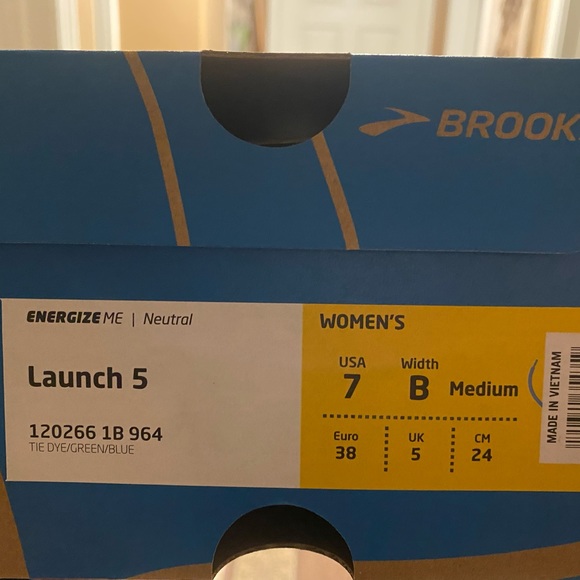 BROOK
ENERGIZE ME | Neutral
Launch 5
120266 1B 964
TIE DYE/GREEN/BLUE
WOMEN'S
USA Width
7 B Medium
Euro UK CM
38 5 24
MADE IN VIETNAM